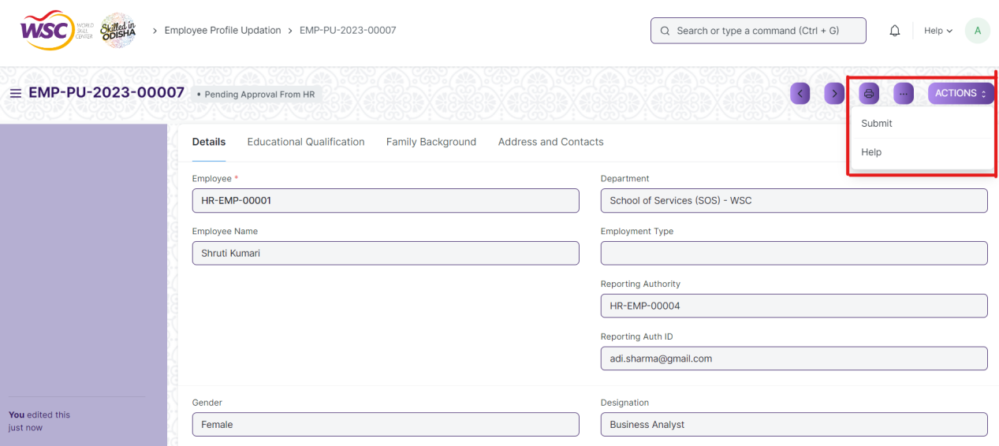 WSC WORLD SKILL CENTER Skilled in ODISHA > Employee Profile Updation > EMP-PU-2023-00007 Search or type a command (Ctrl + G) Help A
EMP-PU-2023-00007 • Pending Approval From HR ACTIONS
Submit
Help
Details Educational Qualification Family Background Address and Contacts
Employee * Department
HR-EMP-00001 School of Services (SOS) - WSC
Employee Name Employment Type
Shruti Kumari
Reporting Authority
HR-EMP-00004
Reporting Auth ID
adi.sharma@gmail.com
Gender Designation
Female Business Analyst
You edited this
just now